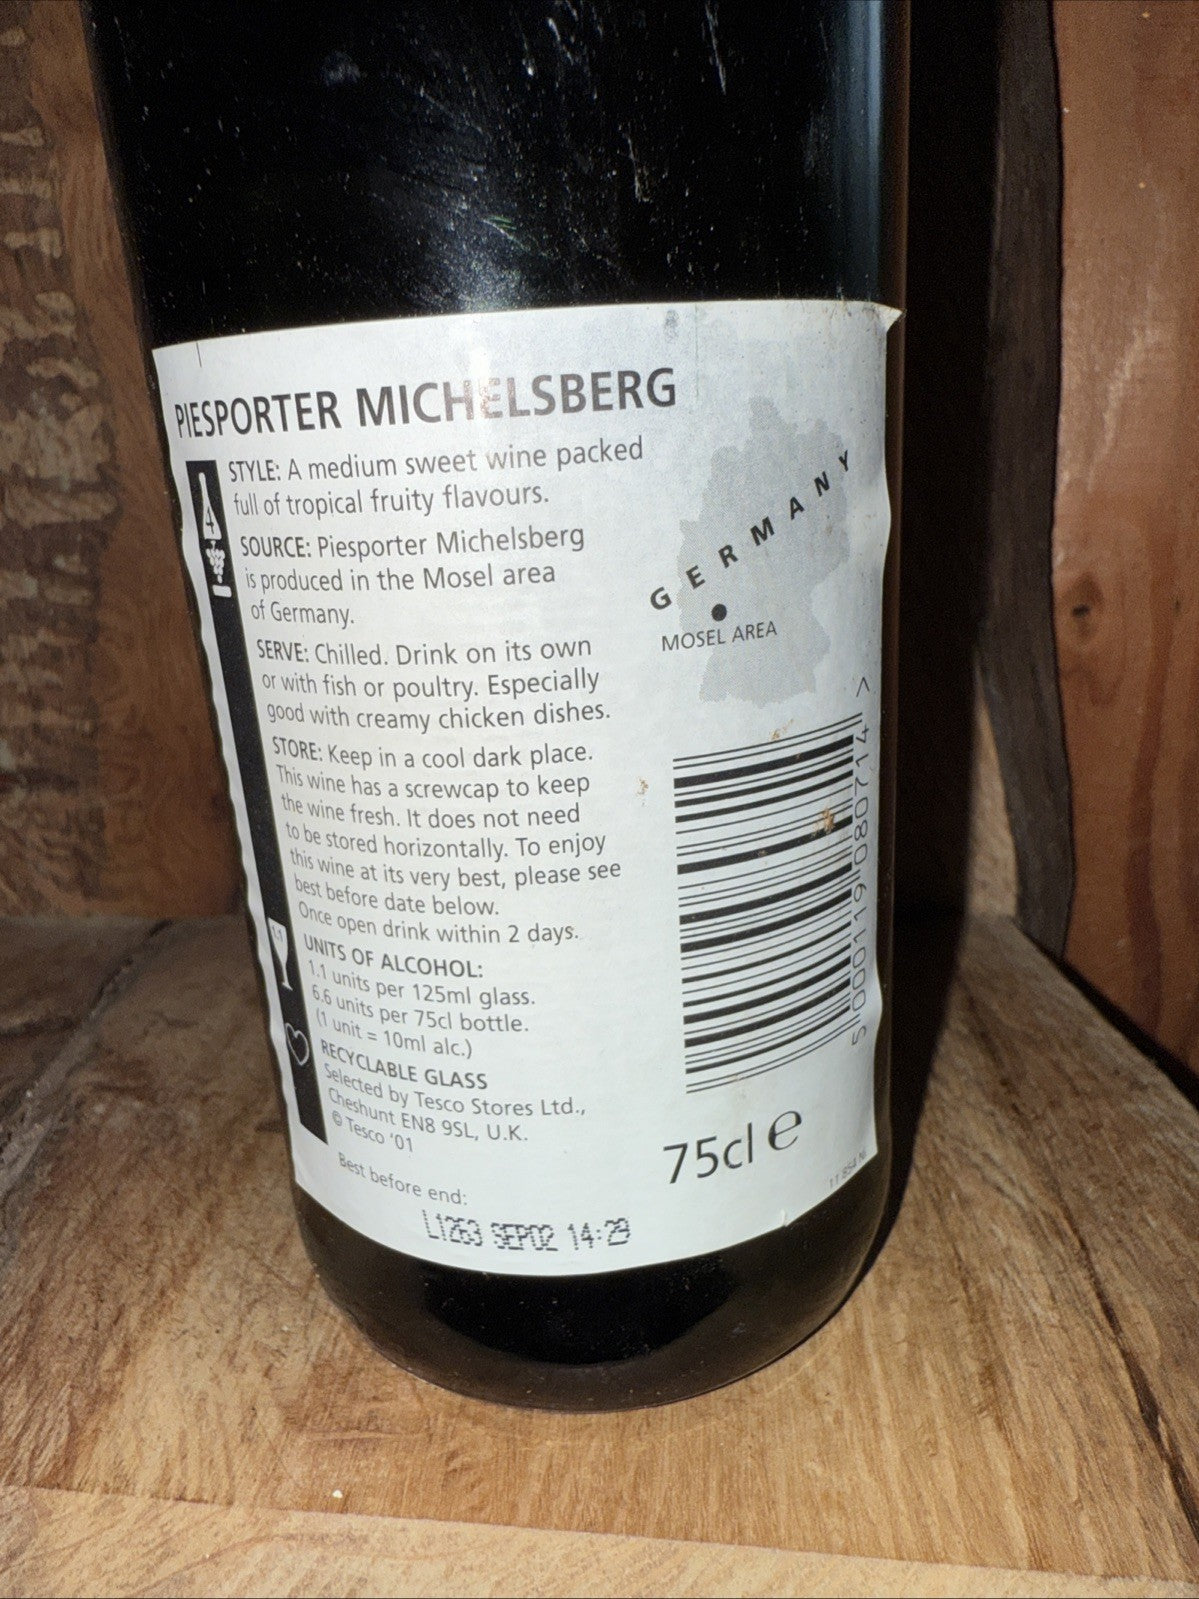 PIESPORTER MICHELSBERG
4
STYLE: A medium sweet wine packed
full of tropical fruity flavours.
SOURCE: Piesporter Michelsberg
is produced in the Mosel area
of Germany.
SERVE: Chilled. Drink on its own
or with fish or poultry. Especially
good with creamy chicken dishes.
STORE: Keep in a cool dark place.
This wine has a screwcap to keep
the wine fresh. It does not need
to be stored horizontally. To enjoy
this wine at its very best, please see
best before date below.
Once open drink within 2 days.
1.1
UNITS OF ALCOHOL:
1.1 units per 125ml glass.
6.6 units per 75cl bottle.
(1 unit = 10ml alc.)
RECYCLABLE GLASS
Selected by Tesco Stores Ltd.,
Cheshunt EN8 9SL, U.K.
© Tesco '01
Best before end:
L1263 SEP02 14:29
GERMANY
MOSEL AREA
5 000119 080714 >
75cl e